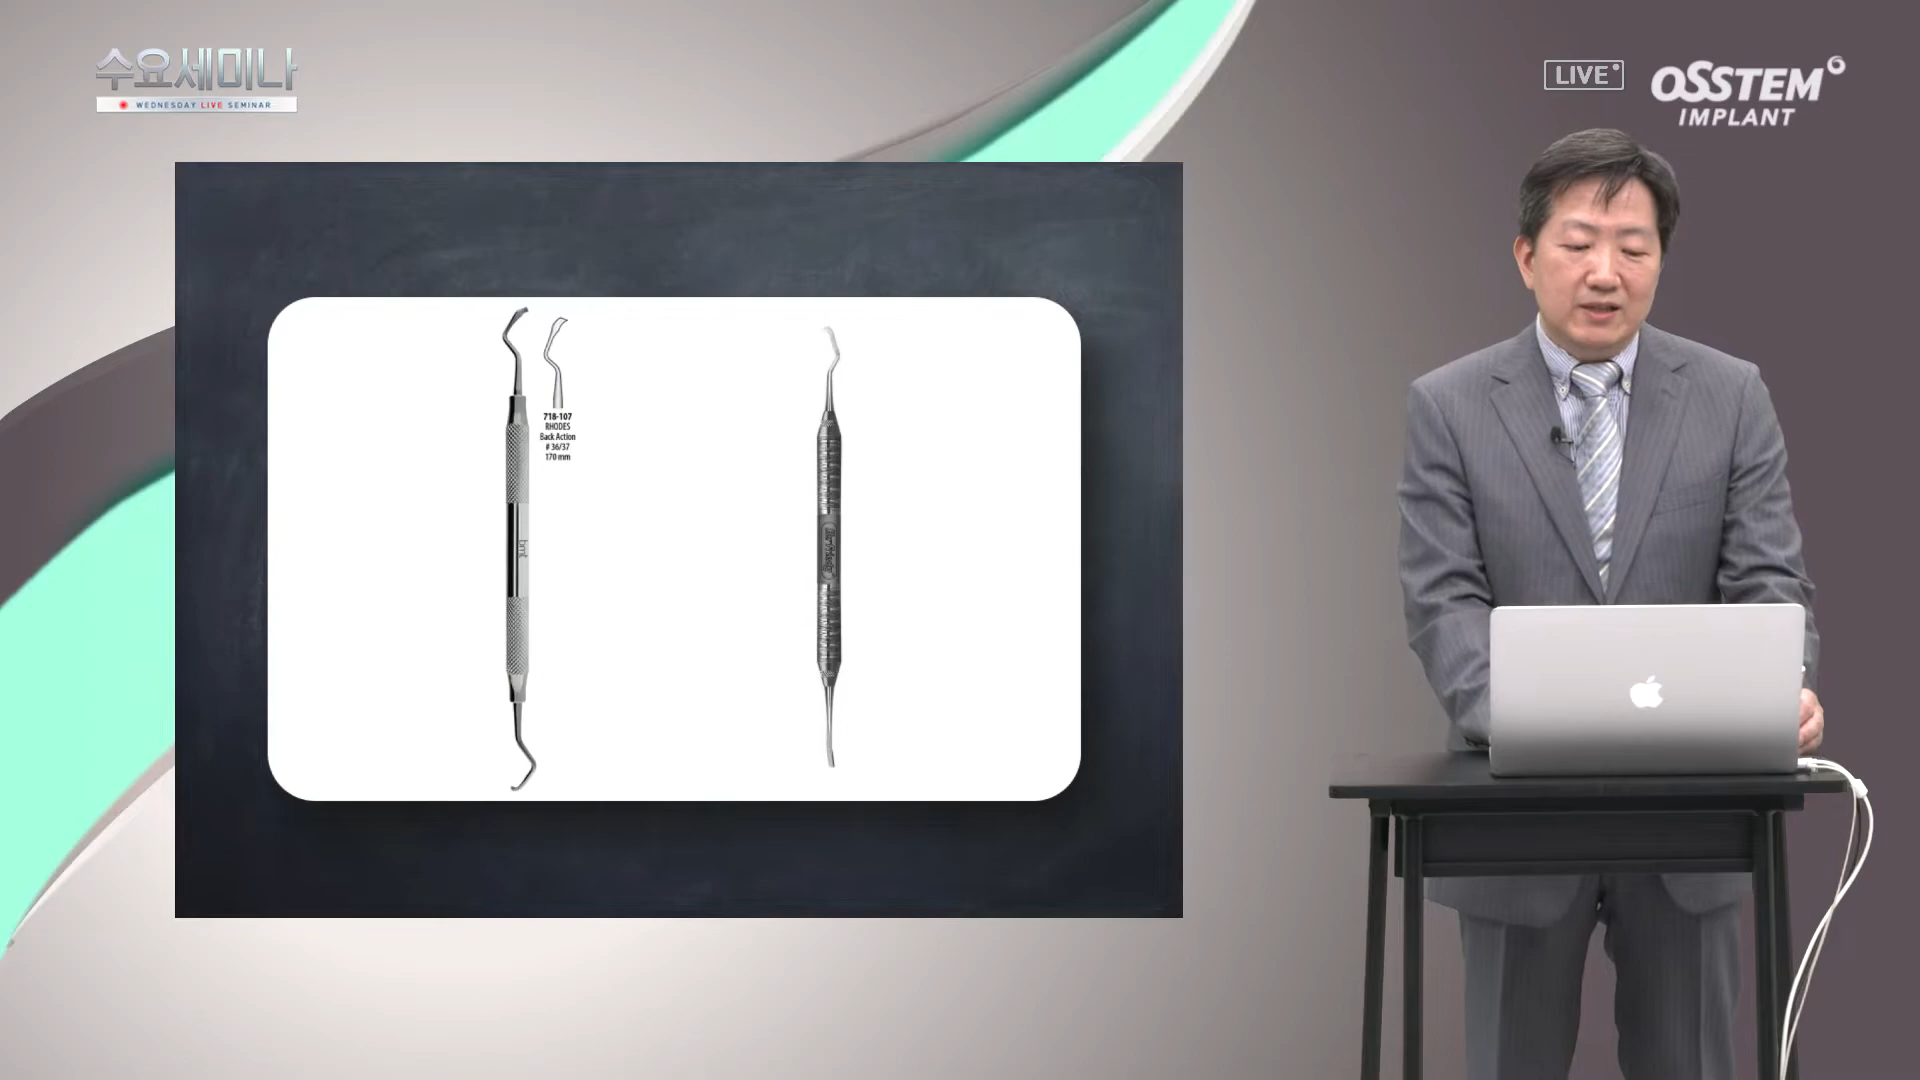 수요세미나
WEDNESDAY LIVE SEMINAR
LIVE
OSSTEM
IMPLANT
718-107
RHODES
Back Action
# 36/37
170 mm
bmt